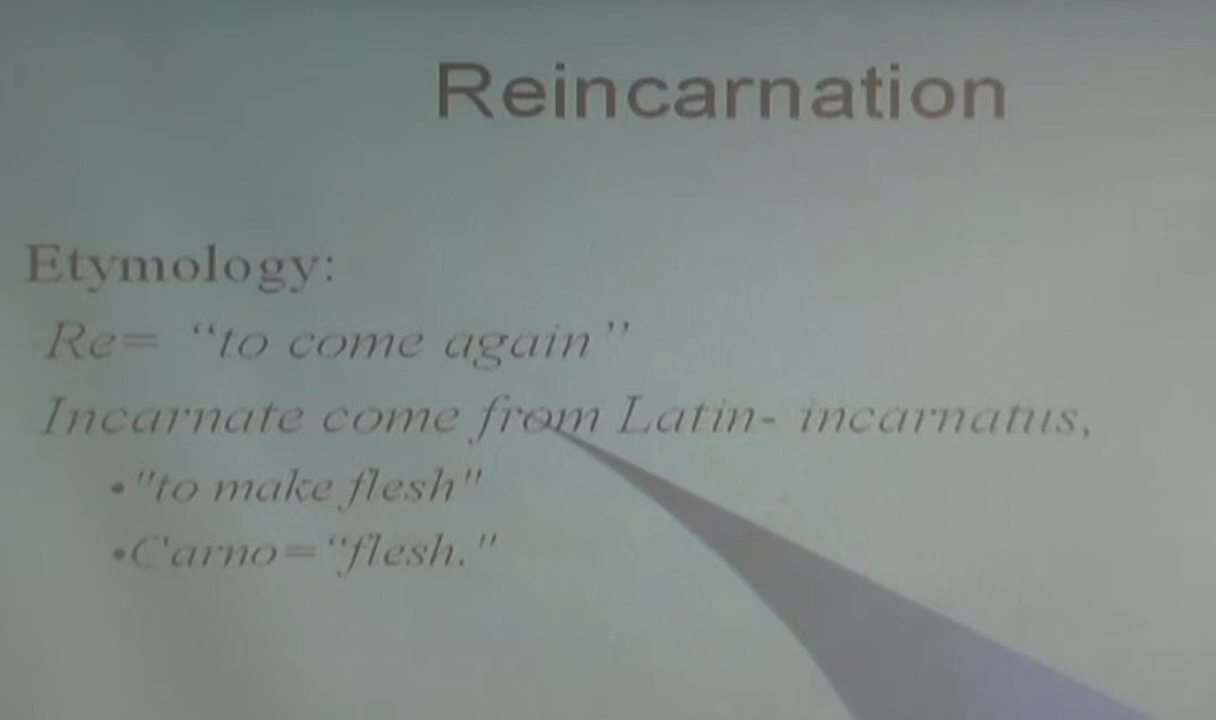 Reincarnation
Etymology:
Re= “to come again”
Incarnate come from Latin- incarnatus,
•"to make flesh"
•Carno=“flesh."